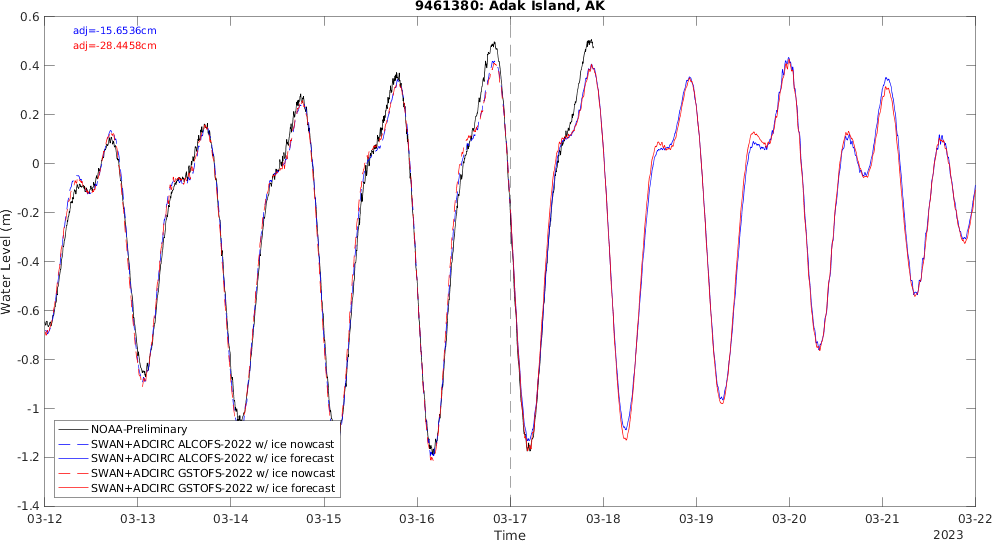 9461380: Adak Island, AK
adj=-15.6536cm
adj=-28.4458cm
0.6
0.4
0.2
0
-0.2
-0.4
-0.6
-0.8
-1
-1.2
-1.4
Water Level (m)
NOAA-Preliminary
SWAN+ADCIRC ALCOFS-2022 w/ ice nowcast
SWAN+ADCIRC ALCOFS-2022 w/ ice forecast
SWAN+ADCIRC GSTOFS-2022 w/ ice nowcast
SWAN+ADCIRC GSTOFS-2022 w/ ice forecast
03-12 03-13 03-14 03-15 03-16 03-17 03-18 03-19 03-20 03-21 03-22
Time
2023